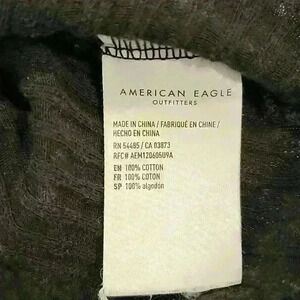 AMERICAN EAGLE
OUTFITTERS
MADE IN CHINA / FABRIQUÉ EN CHINE /
HECHO EN CHINA
RN 54485 / CA 03873
RFC# AEM120605U9A
EN 100% COTTON
FR 100% COTON
SP 100% algodón